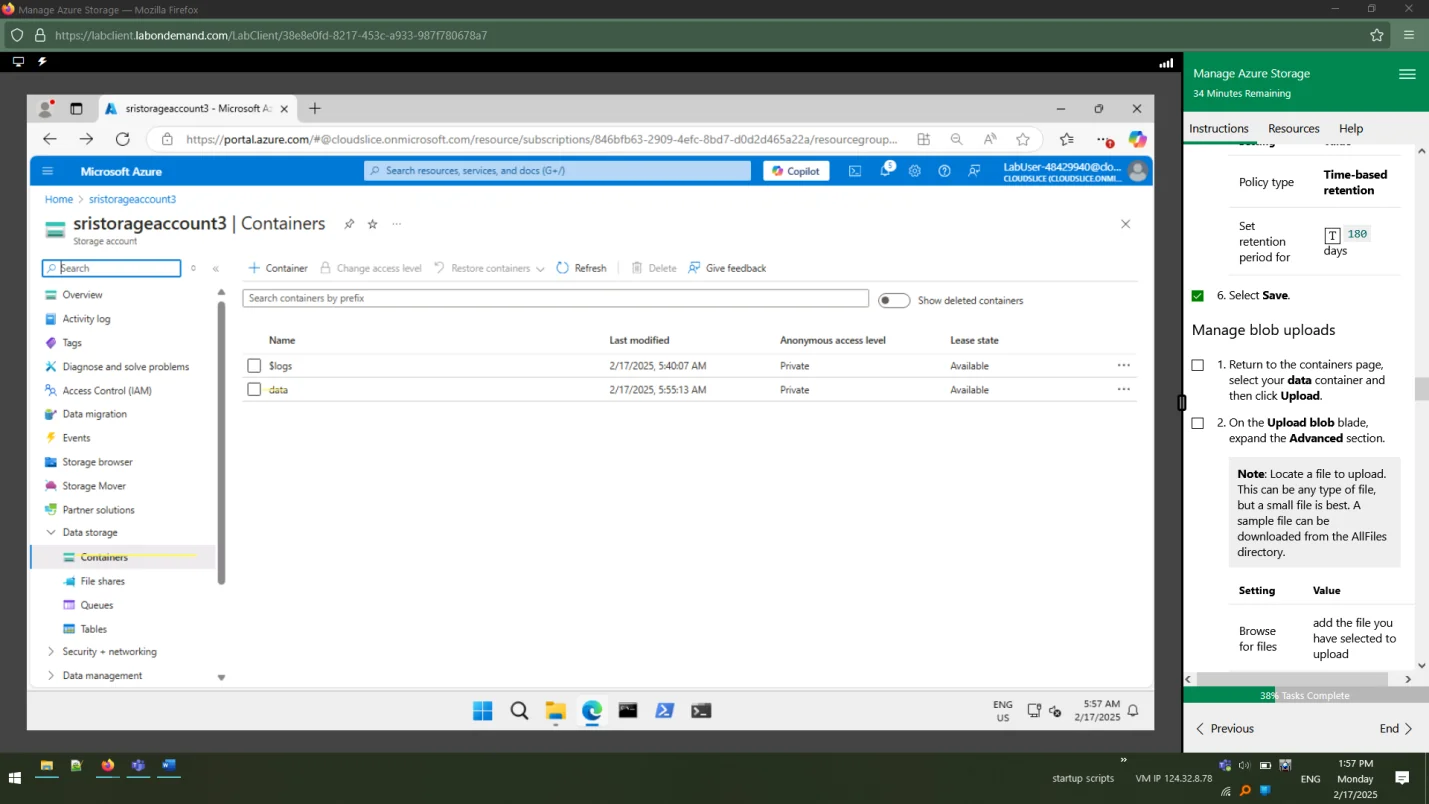 Manage Azure Storage — Mozilla Firefox
https://labclient.labondemand.com/LabClient/38e8e0fd-8217-453c-a933-987f780678a7
sristorageaccount3 - Microsoft Az
https://portal.azure.com/#@cloudslice.onmicrosoft.com/resource/subscriptions/846bfb63-2909-4efc-8bd7-d0d2d465a22a/resourcegroup...
Microsoft Azure
Search resources, services, and docs (G+/)
Copilot
5
LabUser-48429940@clo...
CLOUDSLICE (CLOUDSLICE.ONMI...
Home > sristorageaccount3
sristorageaccount3 | Containers
Storage account
Search
Container
Change access level
Restore containers
Refresh
Delete
Give feedback
Search containers by prefix
Show deleted containers
Name Last modified Anonymous access level Lease state
$logs 2/17/2025, 5:40:07 AM Private Available
data 2/17/2025, 5:55:13 AM Private Available
Overview
Activity log
Tags
Diagnose and solve problems
Access Control (IAM)
Data migration
Events
Storage browser
Storage Mover
Partner solutions
Data storage
Containers
File shares
Queues
Tables
Security + networking
Data management
ENG
US
5:57 AM
2/17/2025
Manage Azure Storage
34 Minutes Remaining
Instructions Resources Help
Policy type
Time-based
retention
Set
retention
period for
T 180
days
6. Select Save.
Manage blob uploads
1. Return to the containers page,
select your data container and
then click Upload.
2. On the Upload blob blade,
expand the Advanced section.
Note: Locate a file to upload.
This can be any type of file,
but a small file is best. A
sample file can be
downloaded from the AllFiles
directory.
Setting Value
Browse
for files
add the file you
have selected to
upload
38% Tasks Complete
Previous
End
startup scripts
VM IP 124.32.8.78
ENG
1:57 PM
Monday
2/17/2025